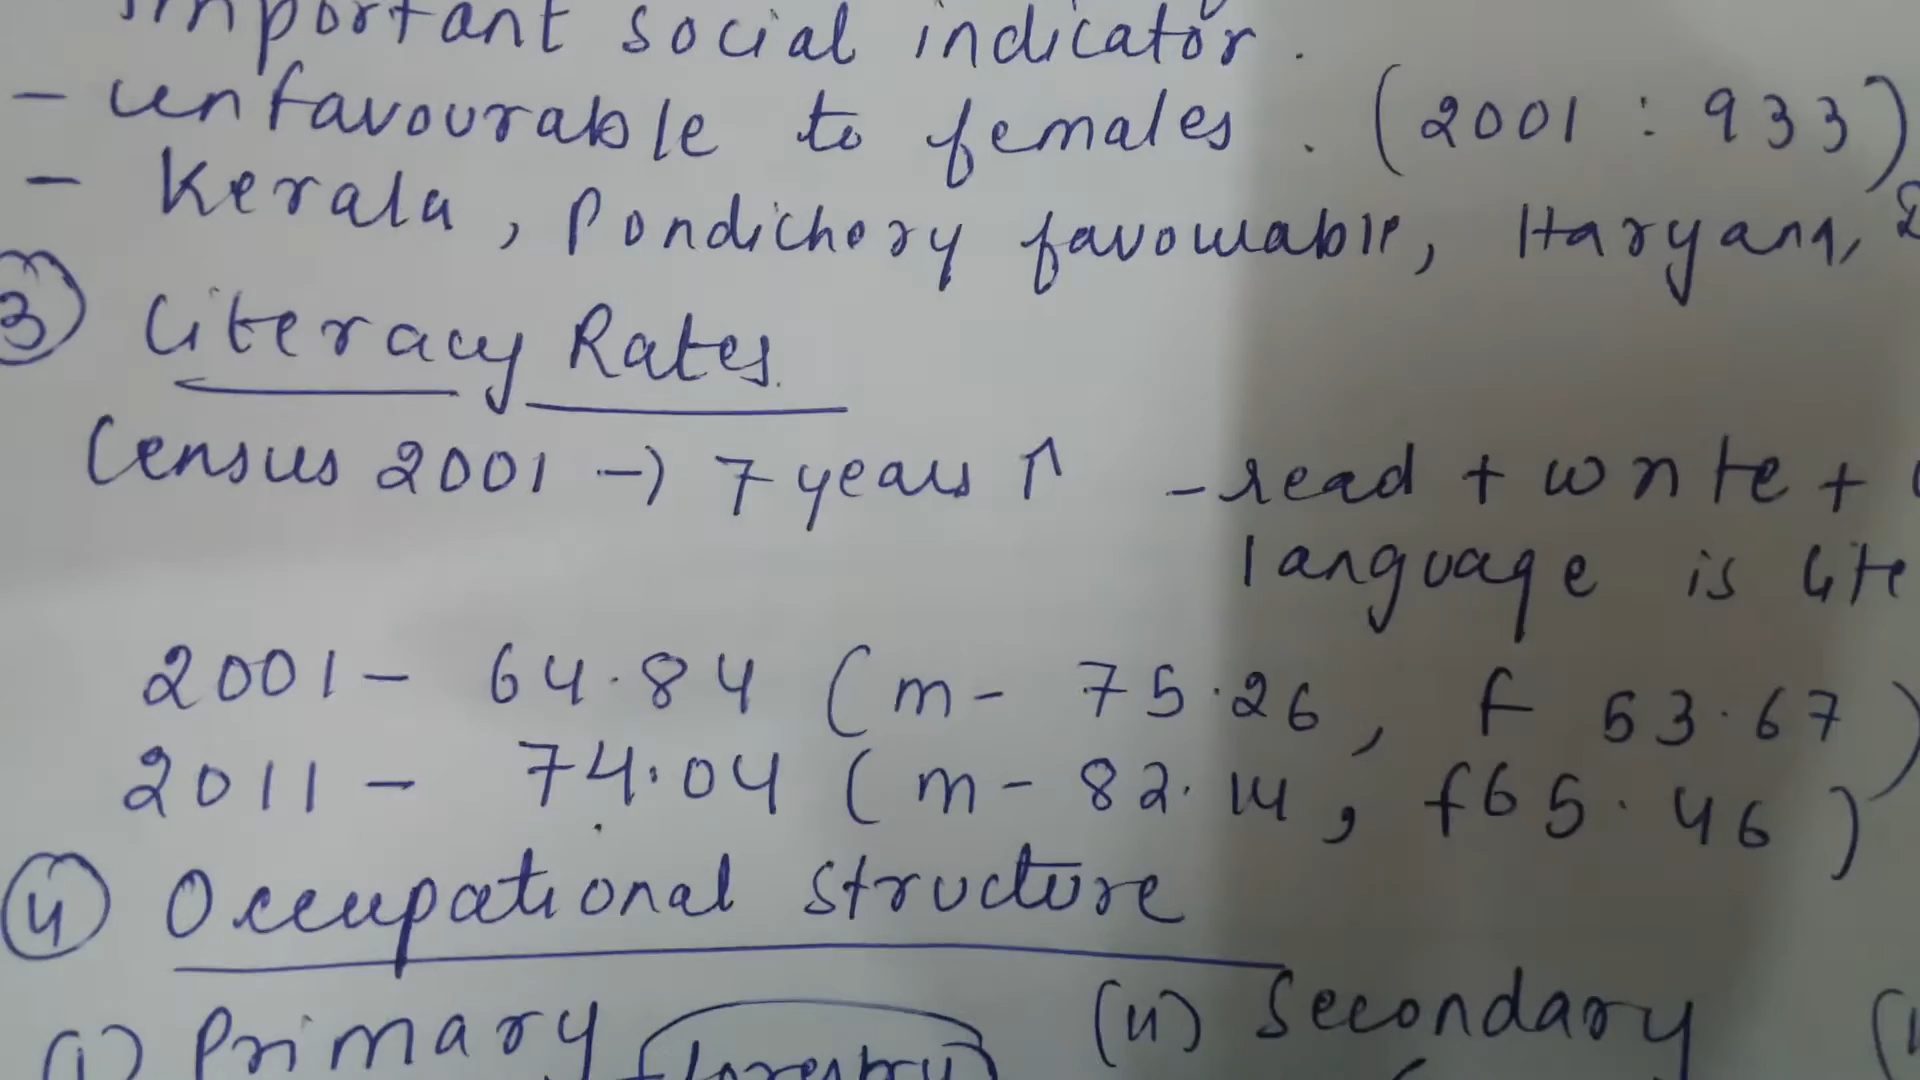 important social indicator.
- unfavourable to females. (2001 : 933)
- Kerala, Pondichery favourable, Haryana,
③ Literacy Rates.
Census 2001 → 7 years ↑ - read + write +
language is
2001 - 64.84 (m - 75.26, f 53.67)
2011 - 74.04 (m - 82.14, f 65.46)
④ Occupational structure
(i) Primary (ii) Secondary
forestry